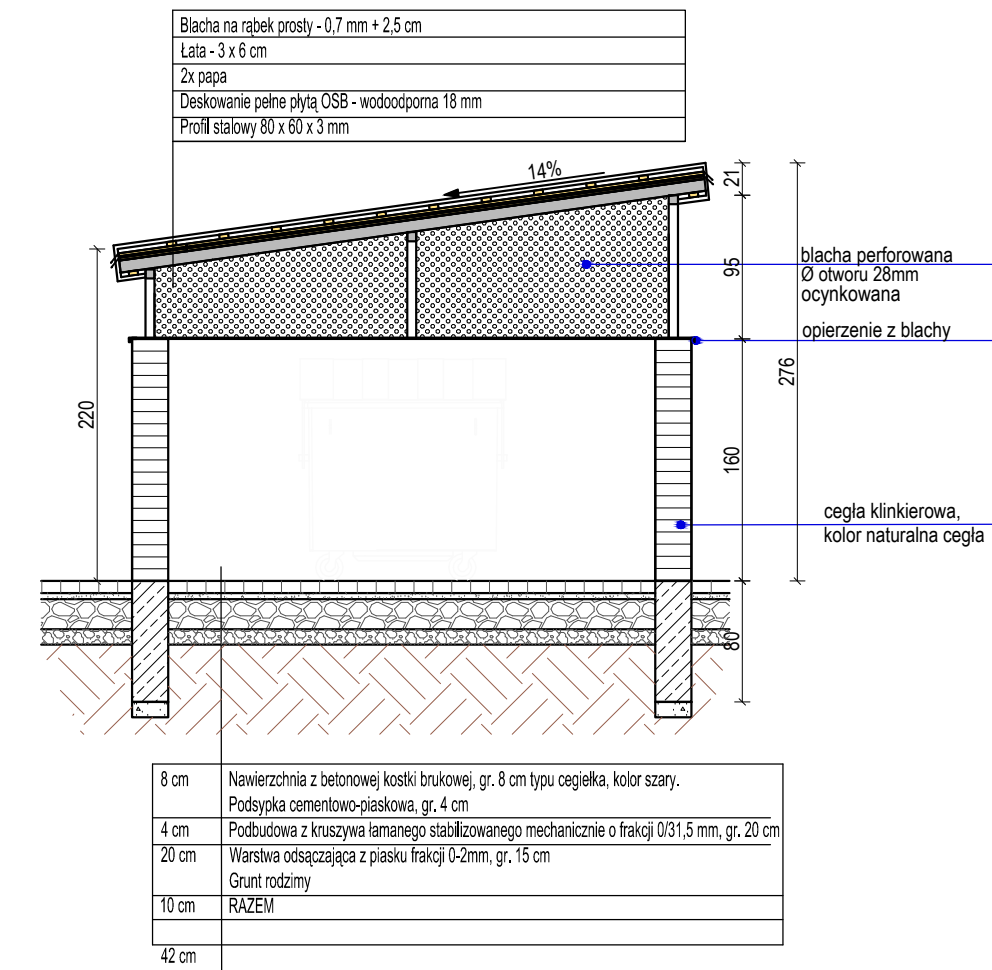 Blacha na rąbek prosty - 0,7 mm + 2,5 cm
Łata - 3 x 6 cm
2x papa
Deskowanie pełne płytą OSB - wodoodporna 18 mm
Profil stalowy 80 x 60 x 3 mm
14%
21
95
blacha perforowana
Ø otworu 28mm
ocynkowana
opierzenie z blachy
276
220
160
cegła klinkierowa,
kolor naturalna cegła
80
8 cm Nawierzchnia z betonowej kostki brukowej, gr. 8 cm typu cegiełka, kolor szary.
Podsypka cementowo-piaskowa, gr. 4 cm
4 cm Podbudowa z kruszywa łamanego stabilizowanego mechanicznie o frakcji 0/31,5 mm, gr. 20 cm
20 cm Warstwa odsączająca z piasku frakcji 0-2mm, gr. 15 cm
Grunt rodzimy
10 cm RAZEM
42 cm